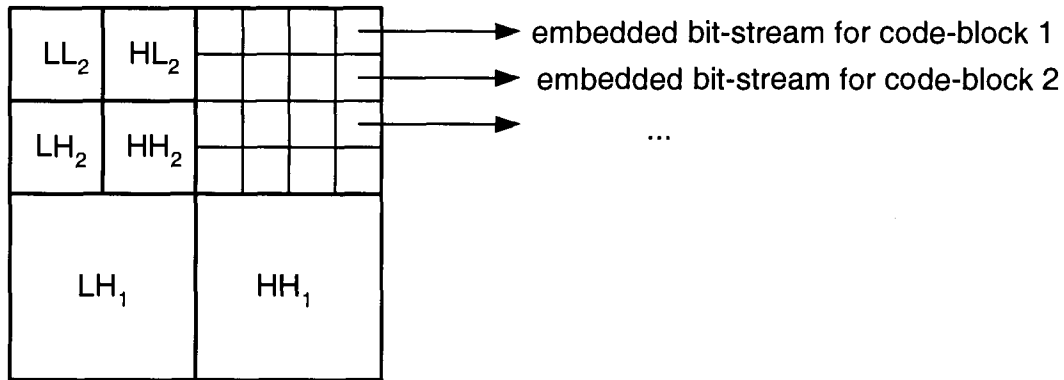 LL₂ HL₂ embedded bit-stream for code-block 1
embedded bit-stream for code-block 2
LH₂ HH₂ ...
LH₁ HH₁